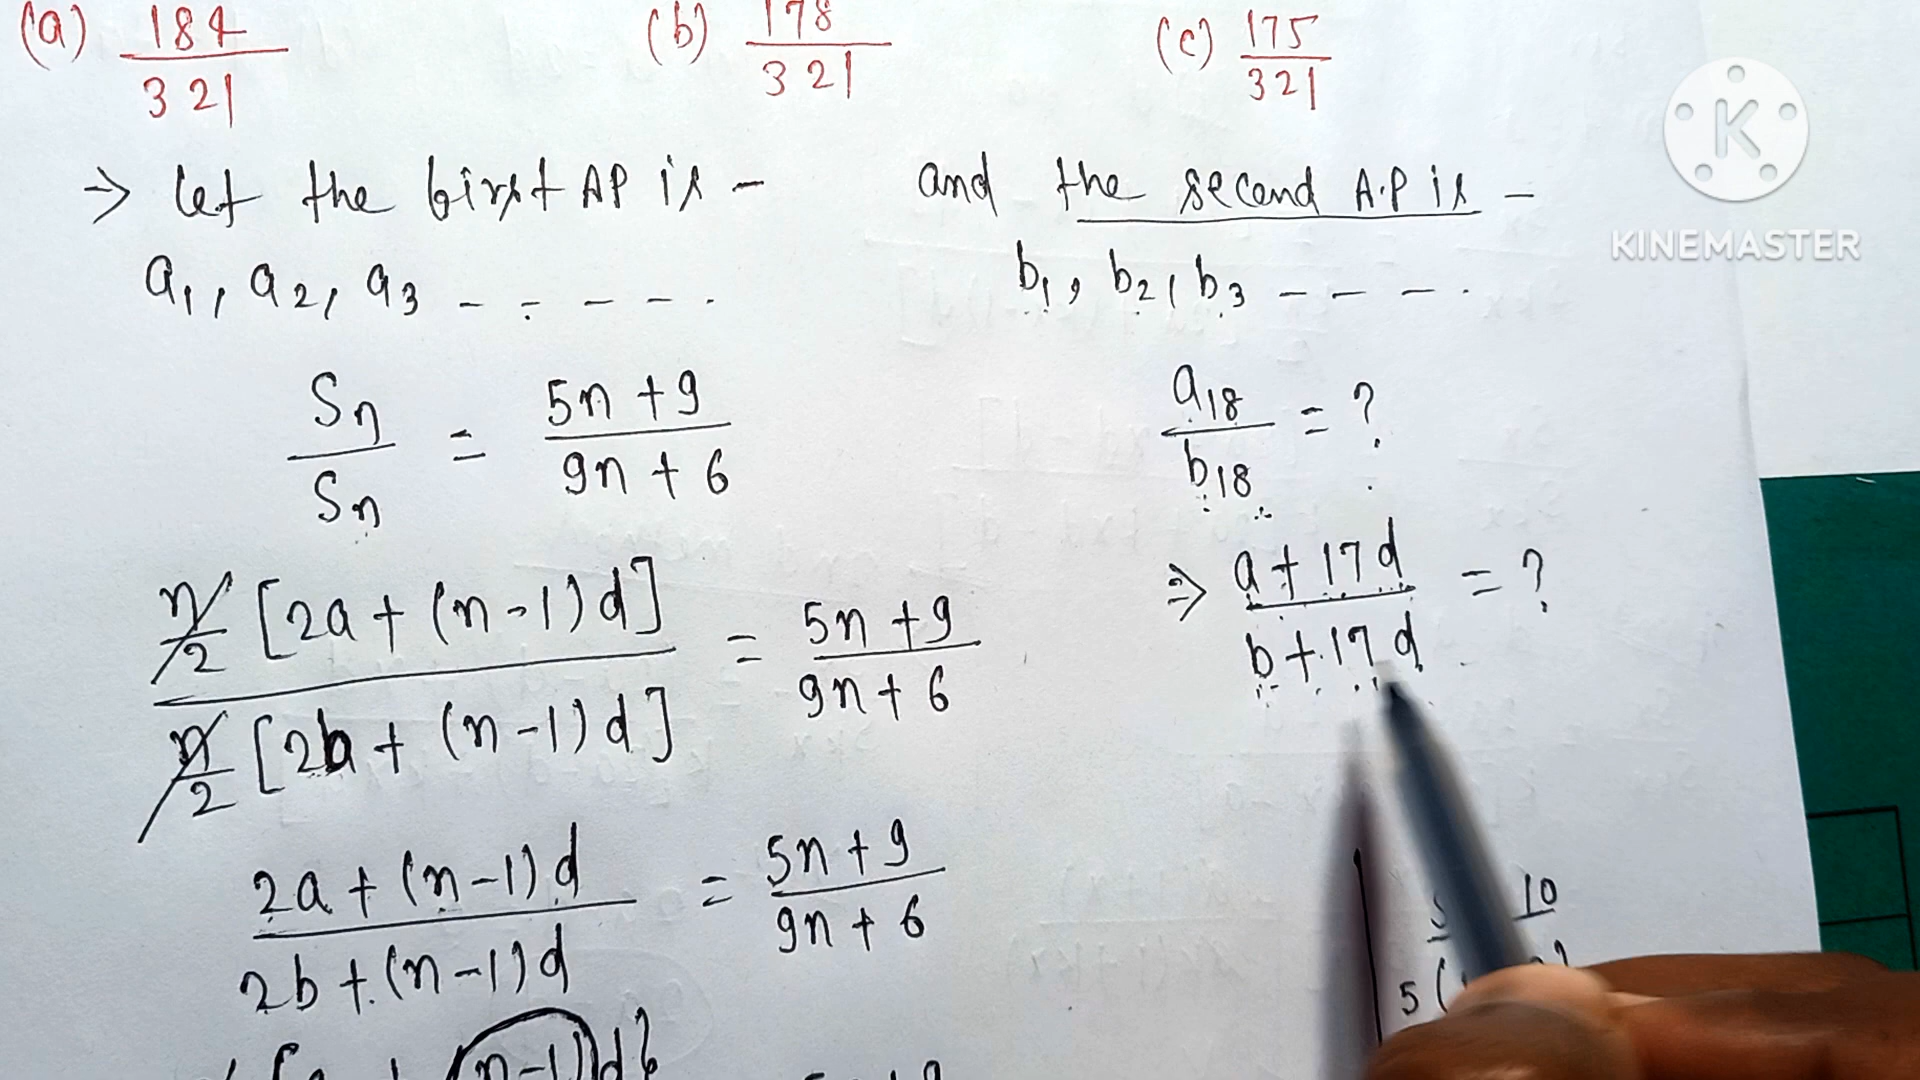 (a) 184/321 (b) 178/321 (c) 175/321
KINEMASTER
→ Let the first AP is – and the second A.P is –
a₁, a₂, a₃ - - - - - . b₁, b₂, b₃ - - - - .
Sₙ/Sₙ = (5n + 9)/(9n + 6) a₁₈/b₁₈ = ?
⇒ (a + 17d)/(b + 17d) = ?
n/2 [2a + (n-1)d] / n/2 [2b + (n-1)d] = (5n + 9)/(9n + 6)
(2a + (n-1)d)/(2b + (n-1)d) = (5n + 9)/(9n + 6)
10
5 (
(n-1)d}